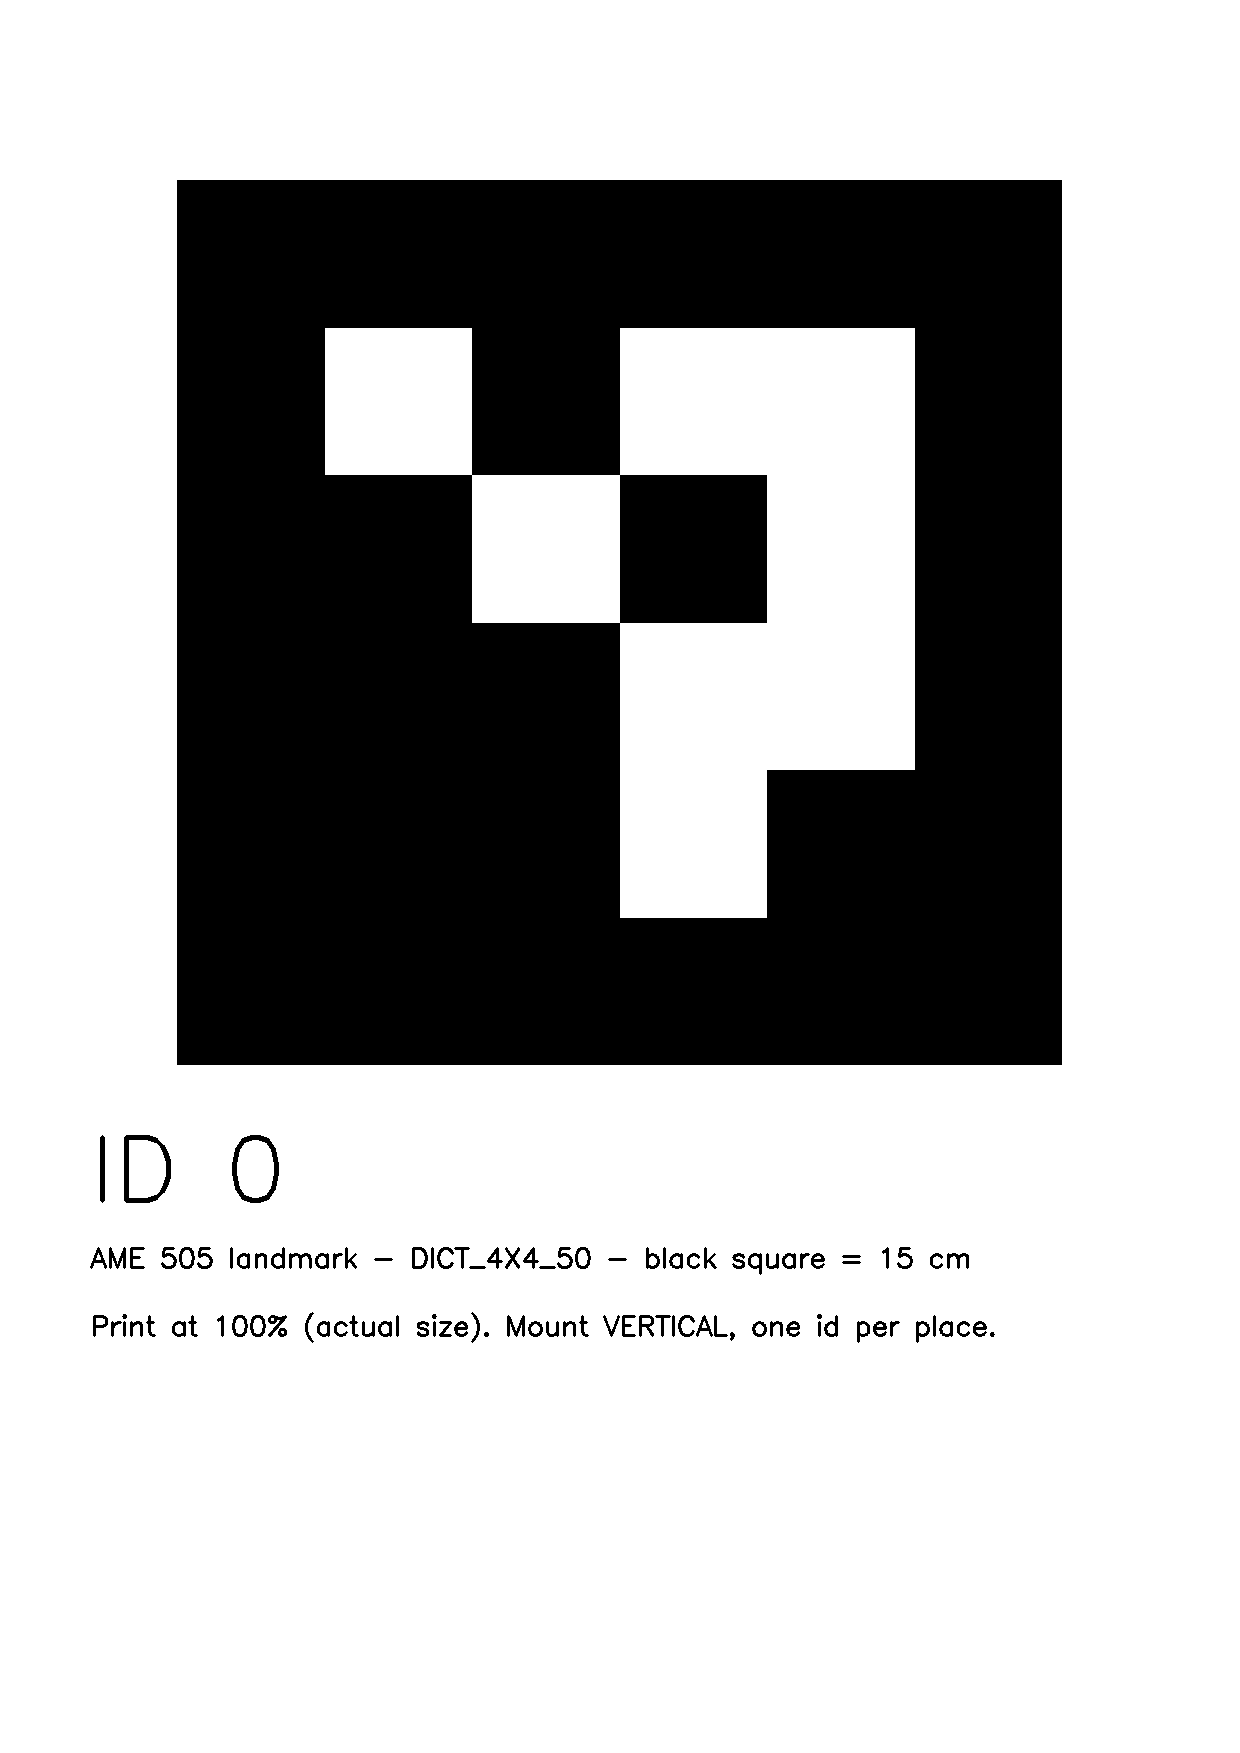 ID 0
AME 505 landmark - DICT_4X4_50 - black square = 15 cm
Print at 100% (actual size). Mount VERTICAL, one id per place.